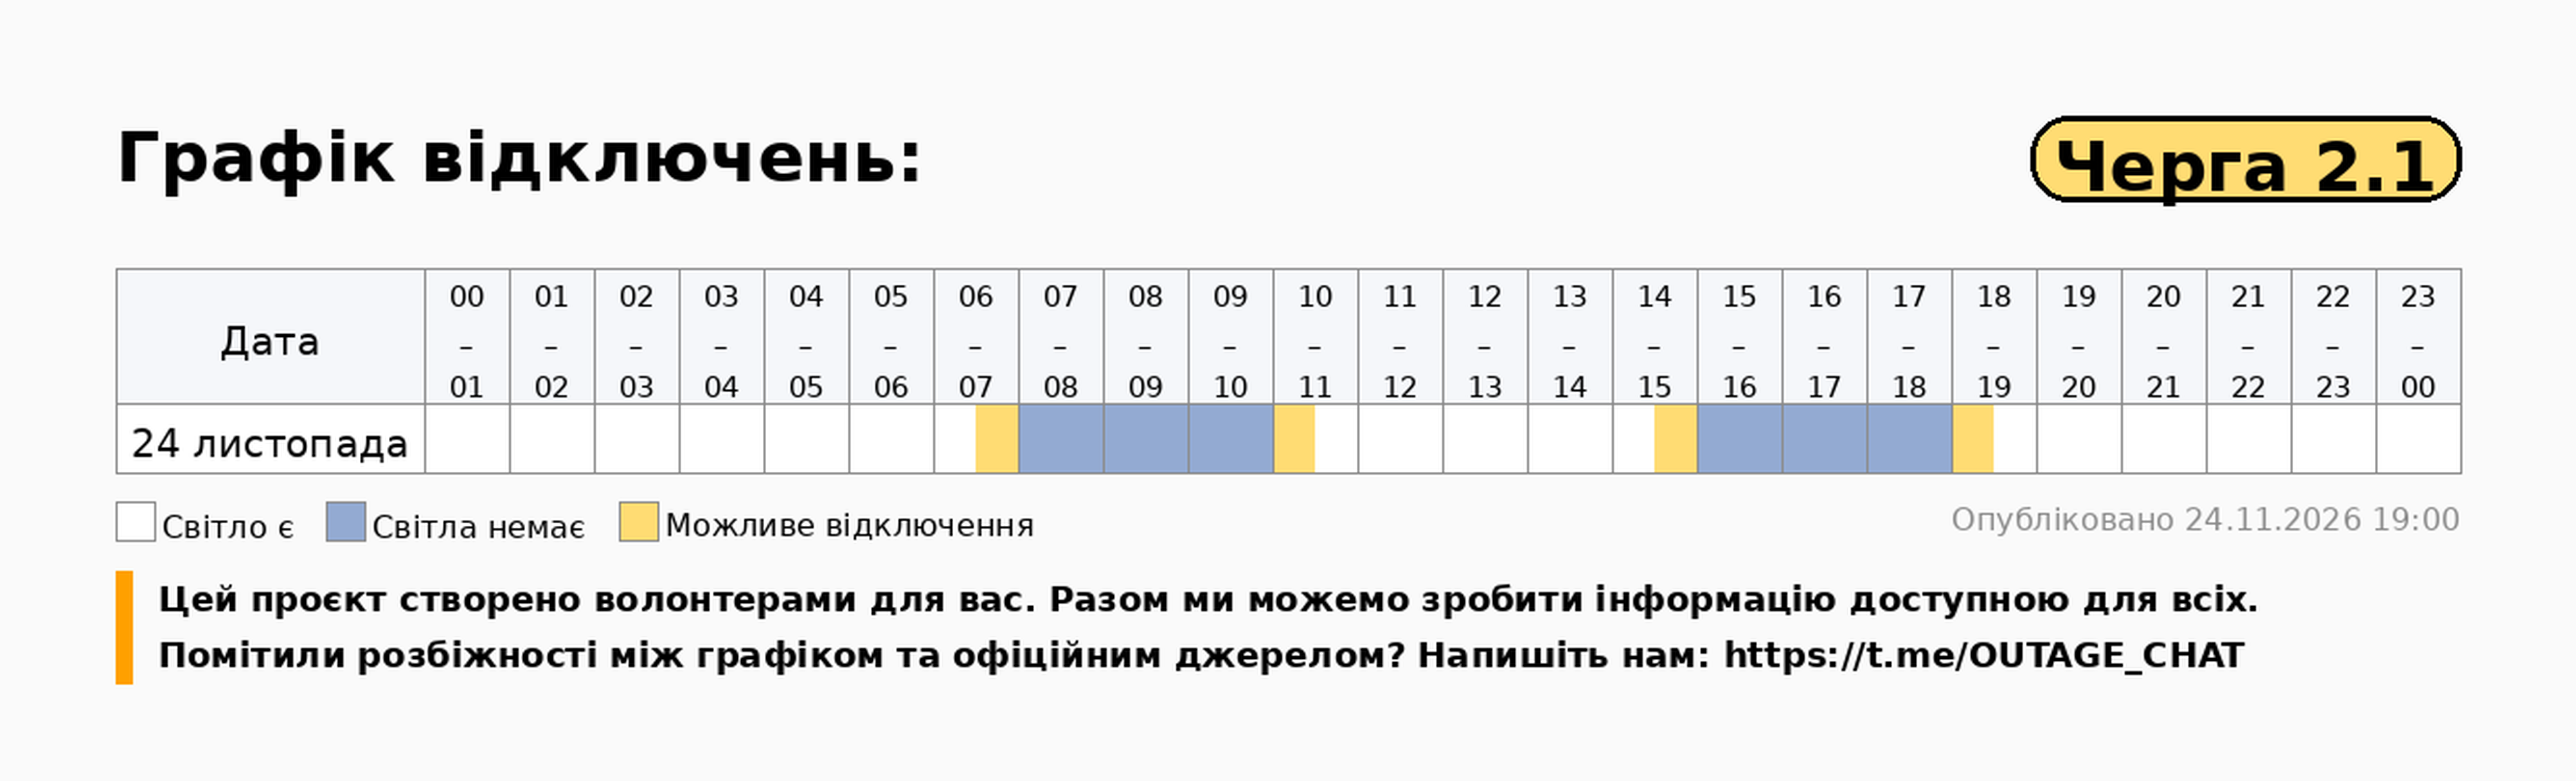 Графік відключень:
Черга 2.1
Дата
00 – 01
01 – 02
02 – 03
03 – 04
04 – 05
05 – 06
06 – 07
07 – 08
08 – 09
09 – 10
10 – 11
11 – 12
12 – 13
13 – 14
14 – 15
15 – 16
16 – 17
17 – 18
18 – 19
19 – 20
20 – 21
21 – 22
22 – 23
23 – 00
24 листопада
Світло є
Світла немає
Можливе відключення
Опубліковано 24.11.2026 19:00
Цей проєкт створено волонтерами для вас. Разом ми можемо зробити інформацію доступною для всіх.
Помітили розбіжності між графіком та офіційним джерелом? Напишіть нам: https://t.me/OUTAGE_CHAT